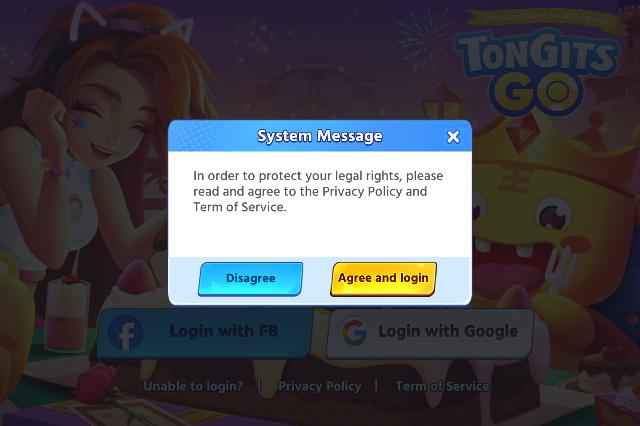 Best Card Game for all Filipinos
TONGITS
GO
System Message
In order to protect your legal rights, please
read and agree to the Privacy Policy and
Term of Service.
Disagree
Agree and login
Login with FB
Login with Google
Unable to login? | Privacy Policy | Term of Service